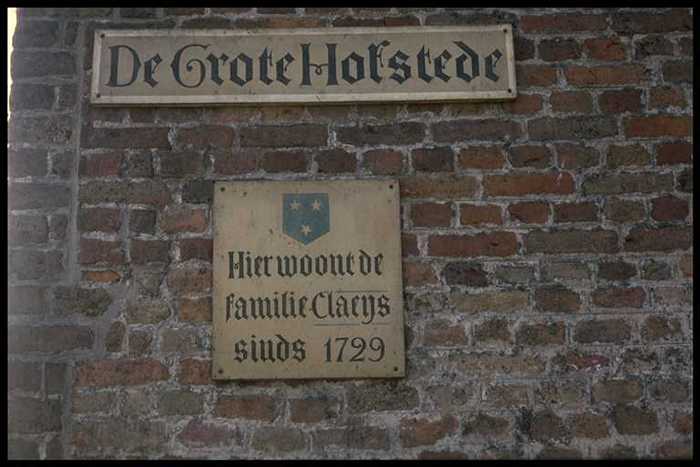 De Grote Hofstede
Hier woont de
familie Claeys
sinds 1729